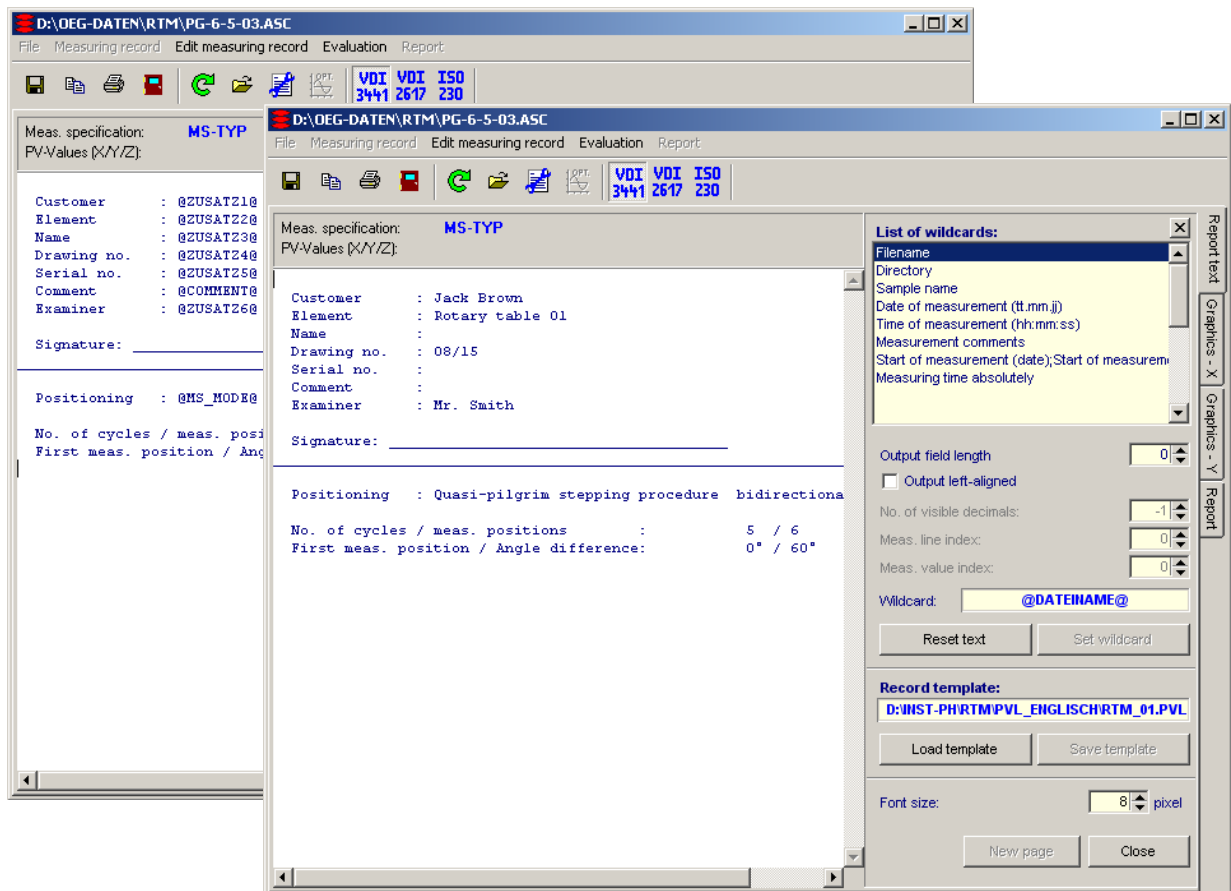 D:\OEG-DATEN\RTM\PG-6-5-03.ASC
File Measuring record Edit measuring record Evaluation Report
OPT.
VDI 3441 VDI 2617 ISO 230
Meas. specification: MS-TYP
PV-Values (X/Y/Z):
Customer : @ZUSATZ1@
Element : @ZUSATZ2@
Name : @ZUSATZ3@
Drawing no. : @ZUSATZ4@
Serial no. : @ZUSATZ5@
Comment : @COMMENT@
Examiner : @ZUSATZ6@
Signature:
Positioning : @MS_MODE@
No. of cycles / meas. posi
First meas. position / Ang
D:\OEG-DATEN\RTM\PG-6-5-03.ASC
File Measuring record Edit measuring record Evaluation Report
OPT.
VDI 3441 VDI 2617 ISO 230
Meas. specification: MS-TYP
PV-Values (X/Y/Z):
Customer : Jack Brown
Element : Rotary table 01
Name :
Drawing no. : 08/15
Serial no. :
Comment :
Examiner : Mr. Smith
Signature:
Positioning : Quasi-pilgrim stepping procedure bidirectiona
No. of cycles / meas. positions : 5 / 6
First meas. position / Angle difference: 0° / 60°
List of wildcards:
Filename
Directory
Sample name
Date of measurement (tt.mm.jj)
Time of measurement (hh:mm:ss)
Measurement comments
Start of measurement (date);Start of measurem
Measuring time absolutely
Output field length 0
Output left-aligned
No. of visible decimals: -1
Meas. line index: 0
Meas. value index: 0
Wildcard: @DATEINAME@
Reset text Set wildcard
Record template:
D:\INST-PH\RTM\PVL_ENGLISCH\RTM_01.PVL
Load template Save template
Font size: 8 pixel
New page Close
Report text
Graphics - X
Graphics - Y
Report